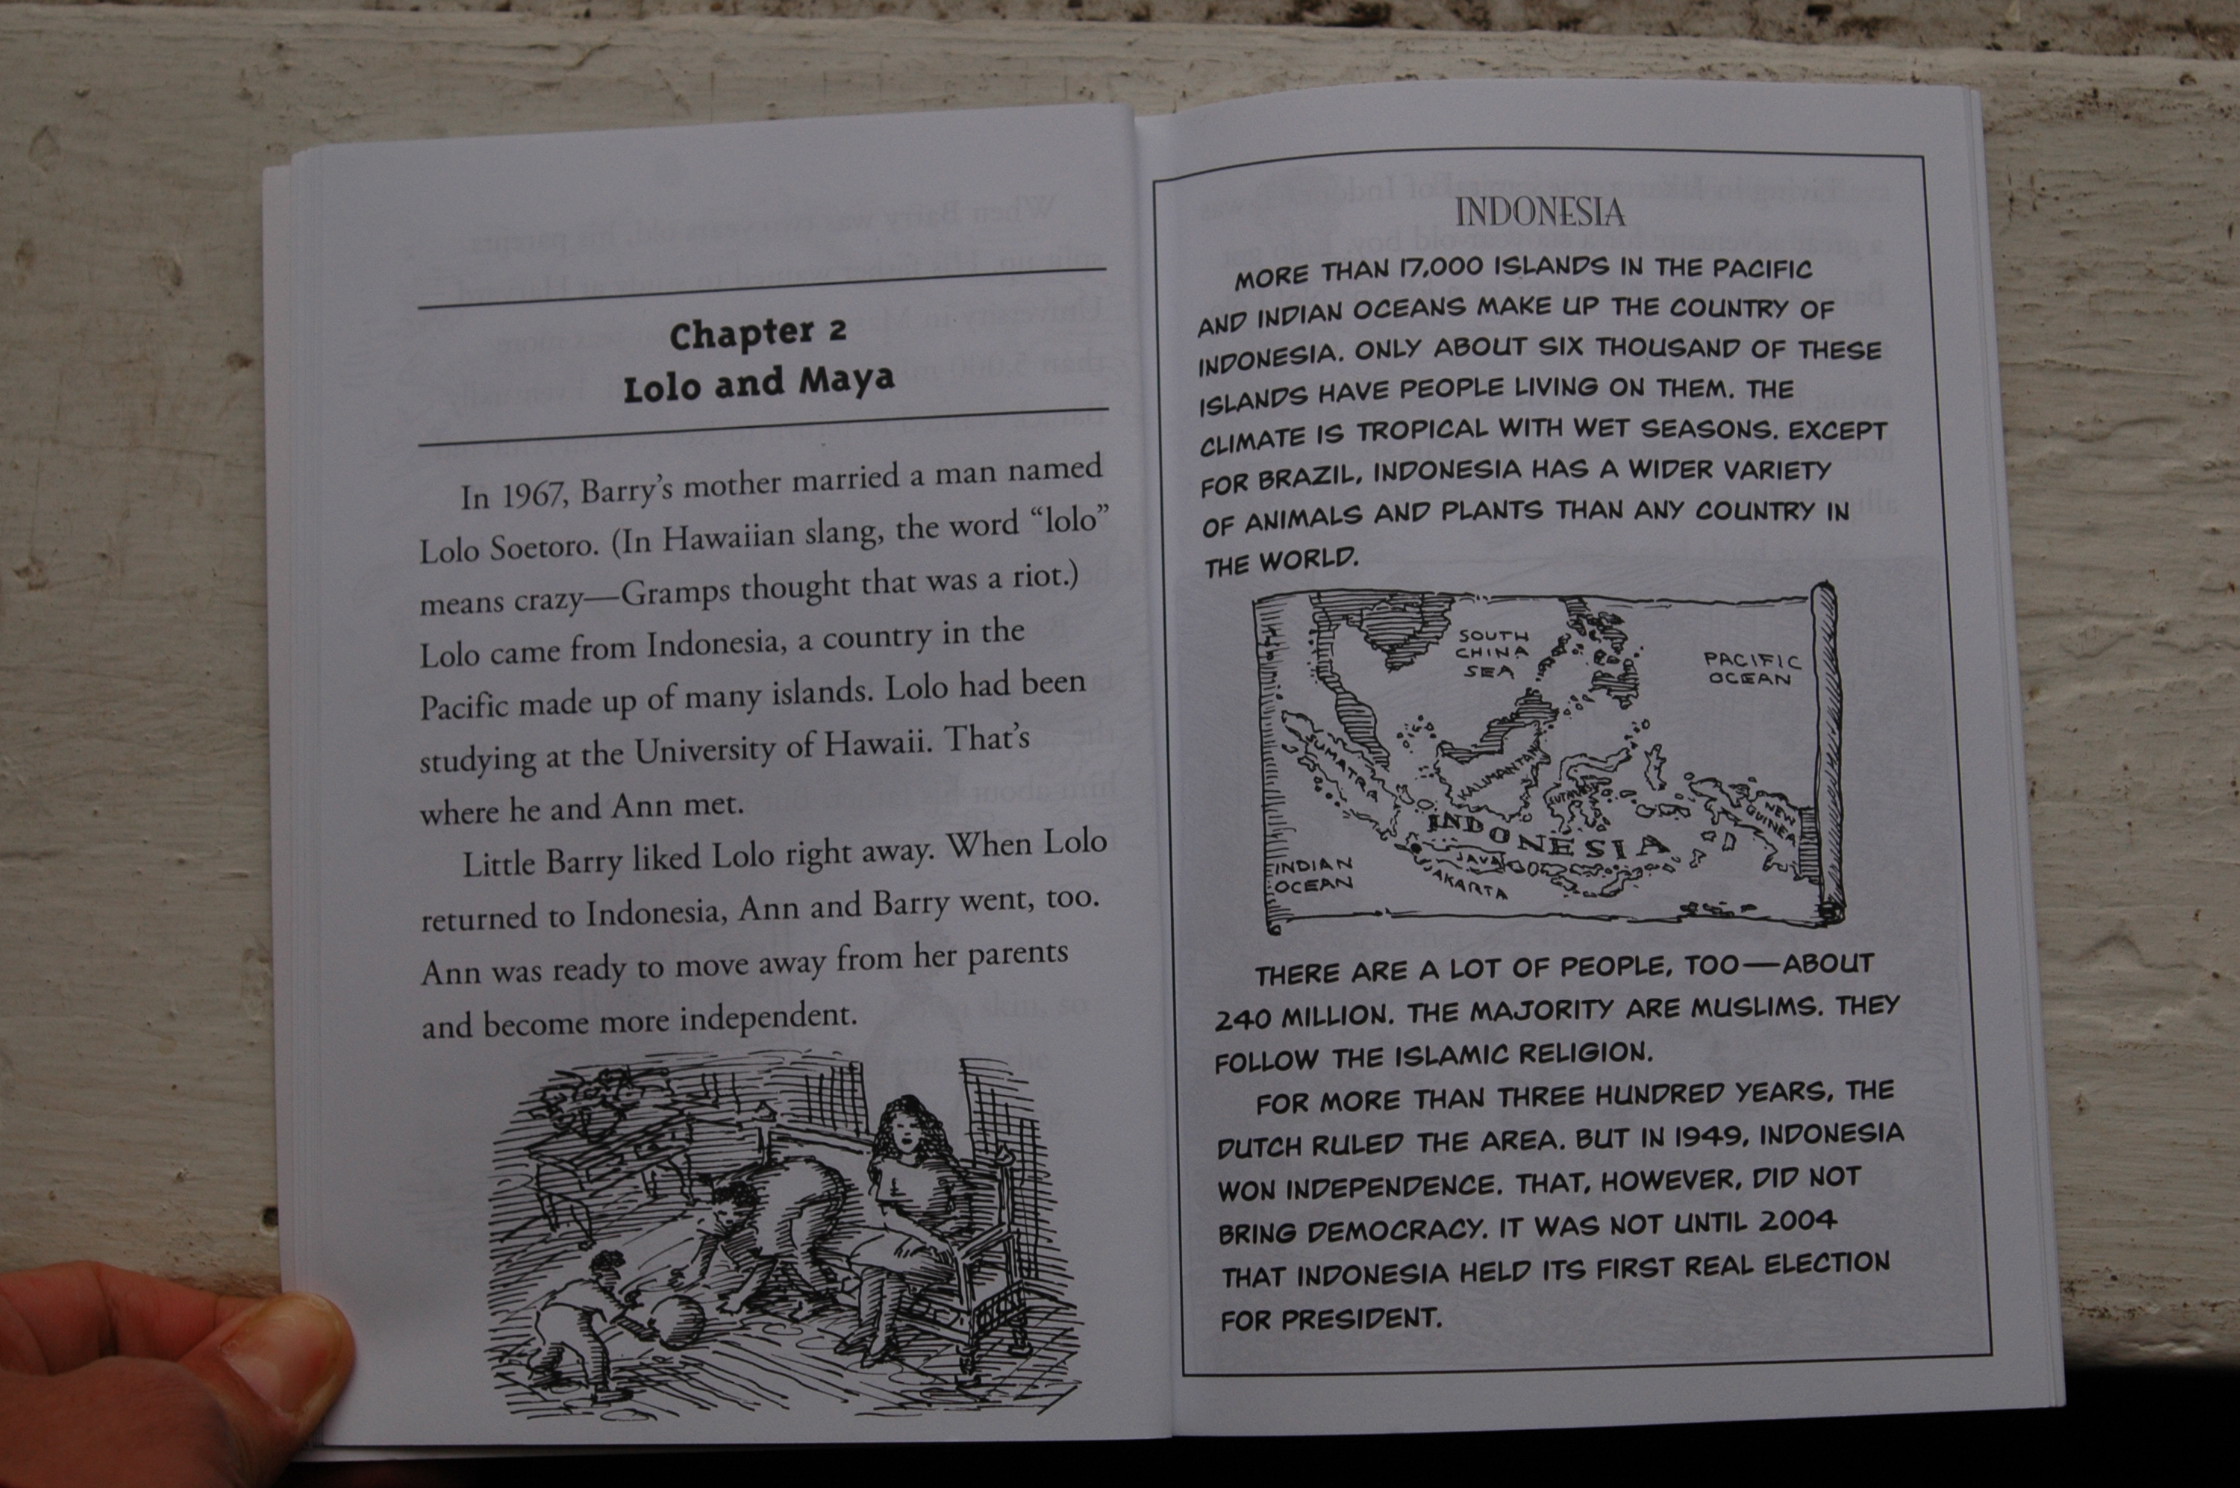 Chapter 2
Lolo and Maya
In 1967, Barry's mother married a man named
Lolo Soetoro. (In Hawaiian slang, the word “lolo”
means crazy—Gramps thought that was a riot.)
Lolo came from Indonesia, a country in the
Pacific made up of many islands. Lolo had been
studying at the University of Hawaii. That's
where he and Ann met.
Little Barry liked Lolo right away. When Lolo
returned to Indonesia, Ann and Barry went, too.
Ann was ready to move away from her parents
and become more independent.
INDONESIA
MORE THAN 17,000 ISLANDS IN THE PACIFIC
AND INDIAN OCEANS MAKE UP THE COUNTRY OF
INDONESIA. ONLY ABOUT SIX THOUSAND OF THESE
ISLANDS HAVE PEOPLE LIVING ON THEM. THE
CLIMATE IS TROPICAL WITH WET SEASONS. EXCEPT
FOR BRAZIL, INDONESIA HAS A WIDER VARIETY
OF ANIMALS AND PLANTS THAN ANY COUNTRY IN
THE WORLD.
SOUTH
CHINA
SEA
PACIFIC
OCEAN
SUMATRA
KALIMANTAN
NEW
GUINEA
INDONESIA
JAVA
JAKARTA
INDIAN
OCEAN
THERE ARE A LOT OF PEOPLE, TOO—ABOUT
240 MILLION. THE MAJORITY ARE MUSLIMS. THEY
FOLLOW THE ISLAMIC RELIGION.
FOR MORE THAN THREE HUNDRED YEARS, THE
DUTCH RULED THE AREA. BUT IN 1949, INDONESIA
WON INDEPENDENCE. THAT, HOWEVER, DID NOT
BRING DEMOCRACY. IT WAS NOT UNTIL 2004
THAT INDONESIA HELD ITS FIRST REAL ELECTION
FOR PRESIDENT.